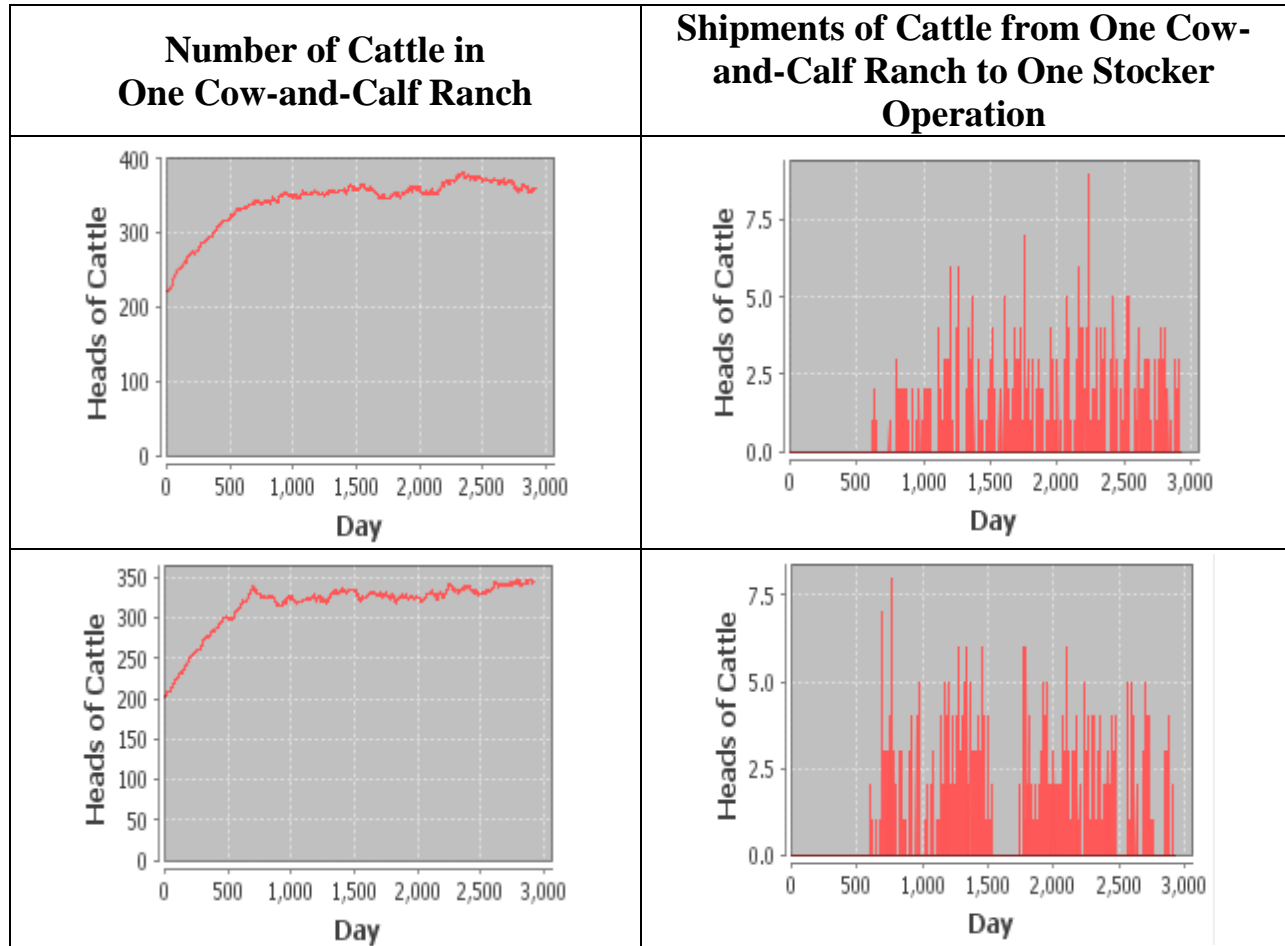 Number of Cattle in
One Cow-and-Calf Ranch
Shipments of Cattle from One Cow-
and-Calf Ranch to One Stocker
Operation
Heads of Cattle
400
300
200
100
0
0 500 1,000 1,500 2,000 2,500 3,000
Day
Heads of Cattle
7.5
5.0
2.5
0.0
0 500 1,000 1,500 2,000 2,500 3,000
Day
Heads of Cattle
350
300
250
200
150
100
50
0
0 500 1,000 1,500 2,000 2,500 3,000
Day
Heads of Cattle
7.5
5.0
2.5
0.0
0 500 1,000 1,500 2,000 2,500 3,000
Day